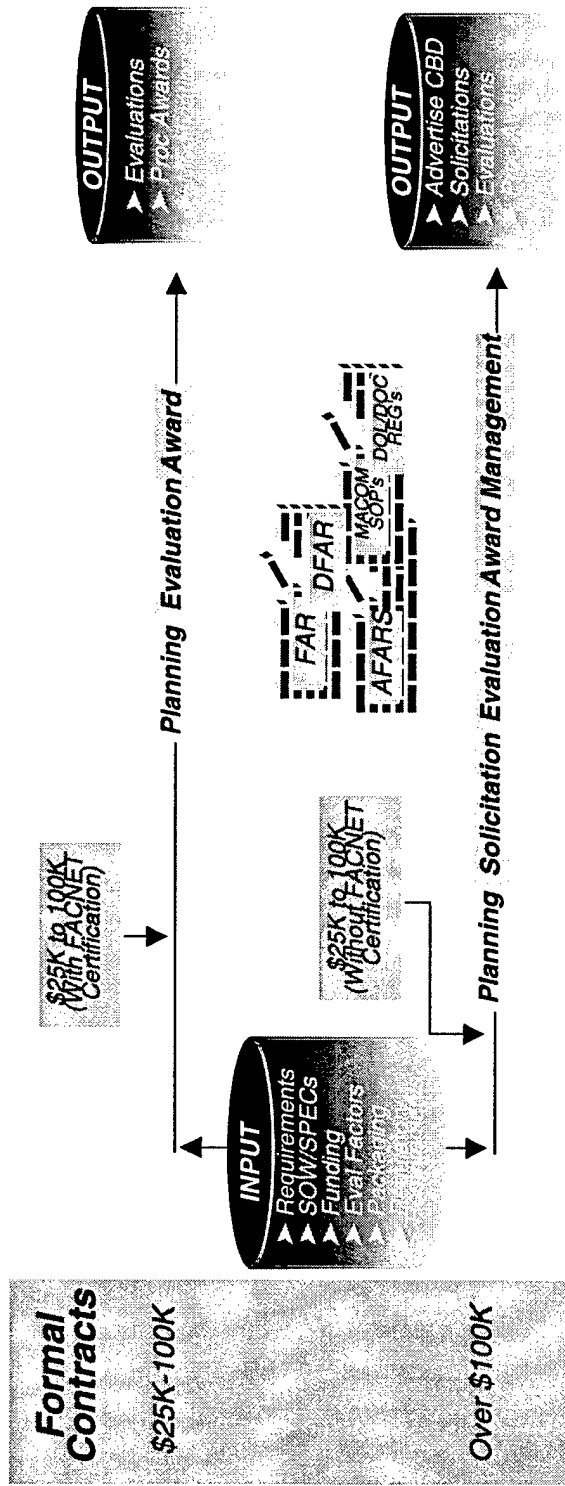 Formal
Contracts
$25K-100K
Over $100K
INPUT
Requirements
SOW/SPECs
Funding
Eval Factors
Packaging
$25K to 100K
(With FACNET
Certification)
Planning Evaluation Award
OUTPUT
Evaluations
Proc Awards
FAR
DFAR
AFARS
MACOM
SOP's
DOL/DOC
REG's
$25K to 100K
(Without FACNET
Certification)
Planning Solicitation Evaluation Award Management
OUTPUT
Advertise CBD
Solicitations
Evaluations